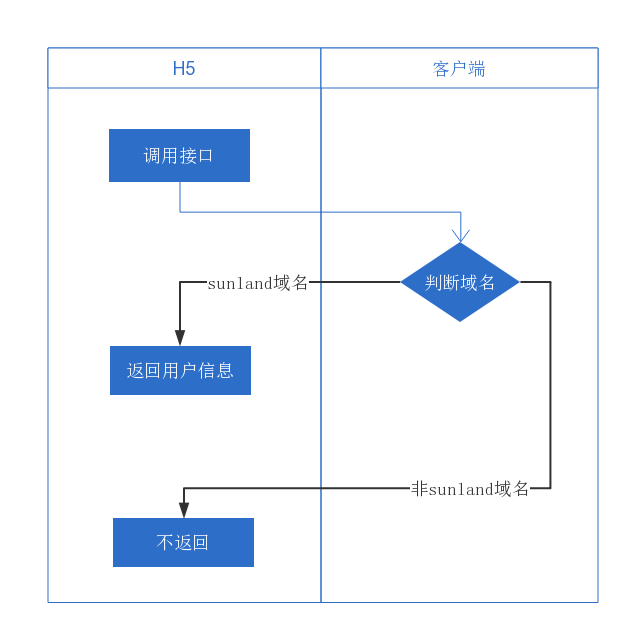 H5
客户端
调用接口
判断域名
sunland域名
返回用户信息
非sunland域名
不返回